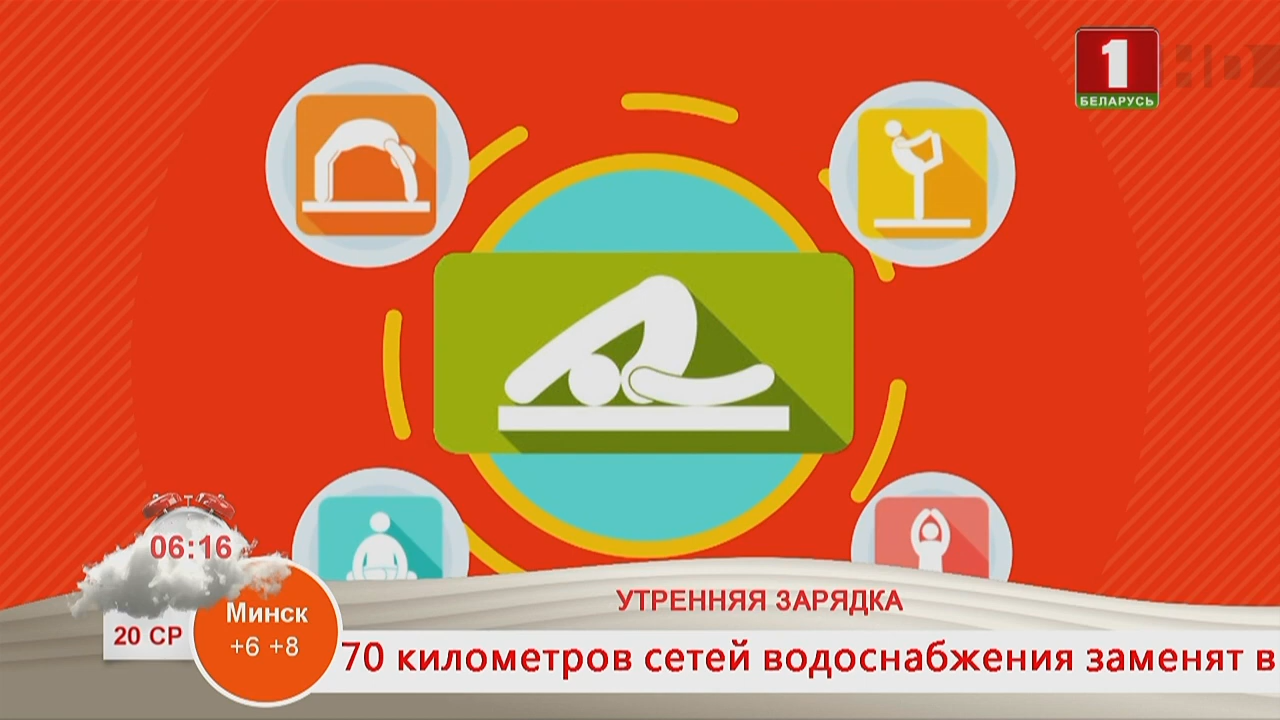 1
БЕЛАРУСЬ
06:16
20 СР
Минск
+6 +8
УТРЕННЯЯ ЗАРЯДКА
70 километров сетей водоснабжения заменят в